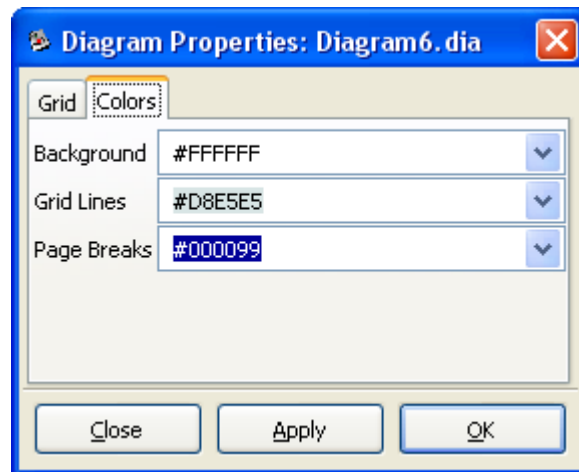 Diagram Properties: Diagram6.dia
Grid Colors
Background #FFFFFF
Grid Lines #D8E5E5
Page Breaks #000099
Close Apply OK